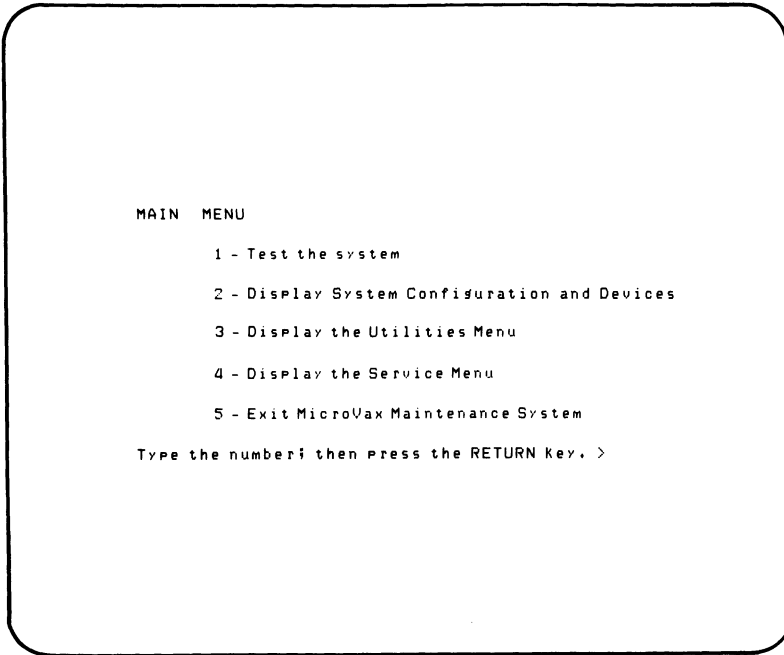 MAIN MENU
1 - Test the system
2 - Display System Configuration and Devices
3 - Display the Utilities Menu
4 - Display the Service Menu
5 - Exit MicroVax Maintenance System
Type the number; then press the RETURN key. >